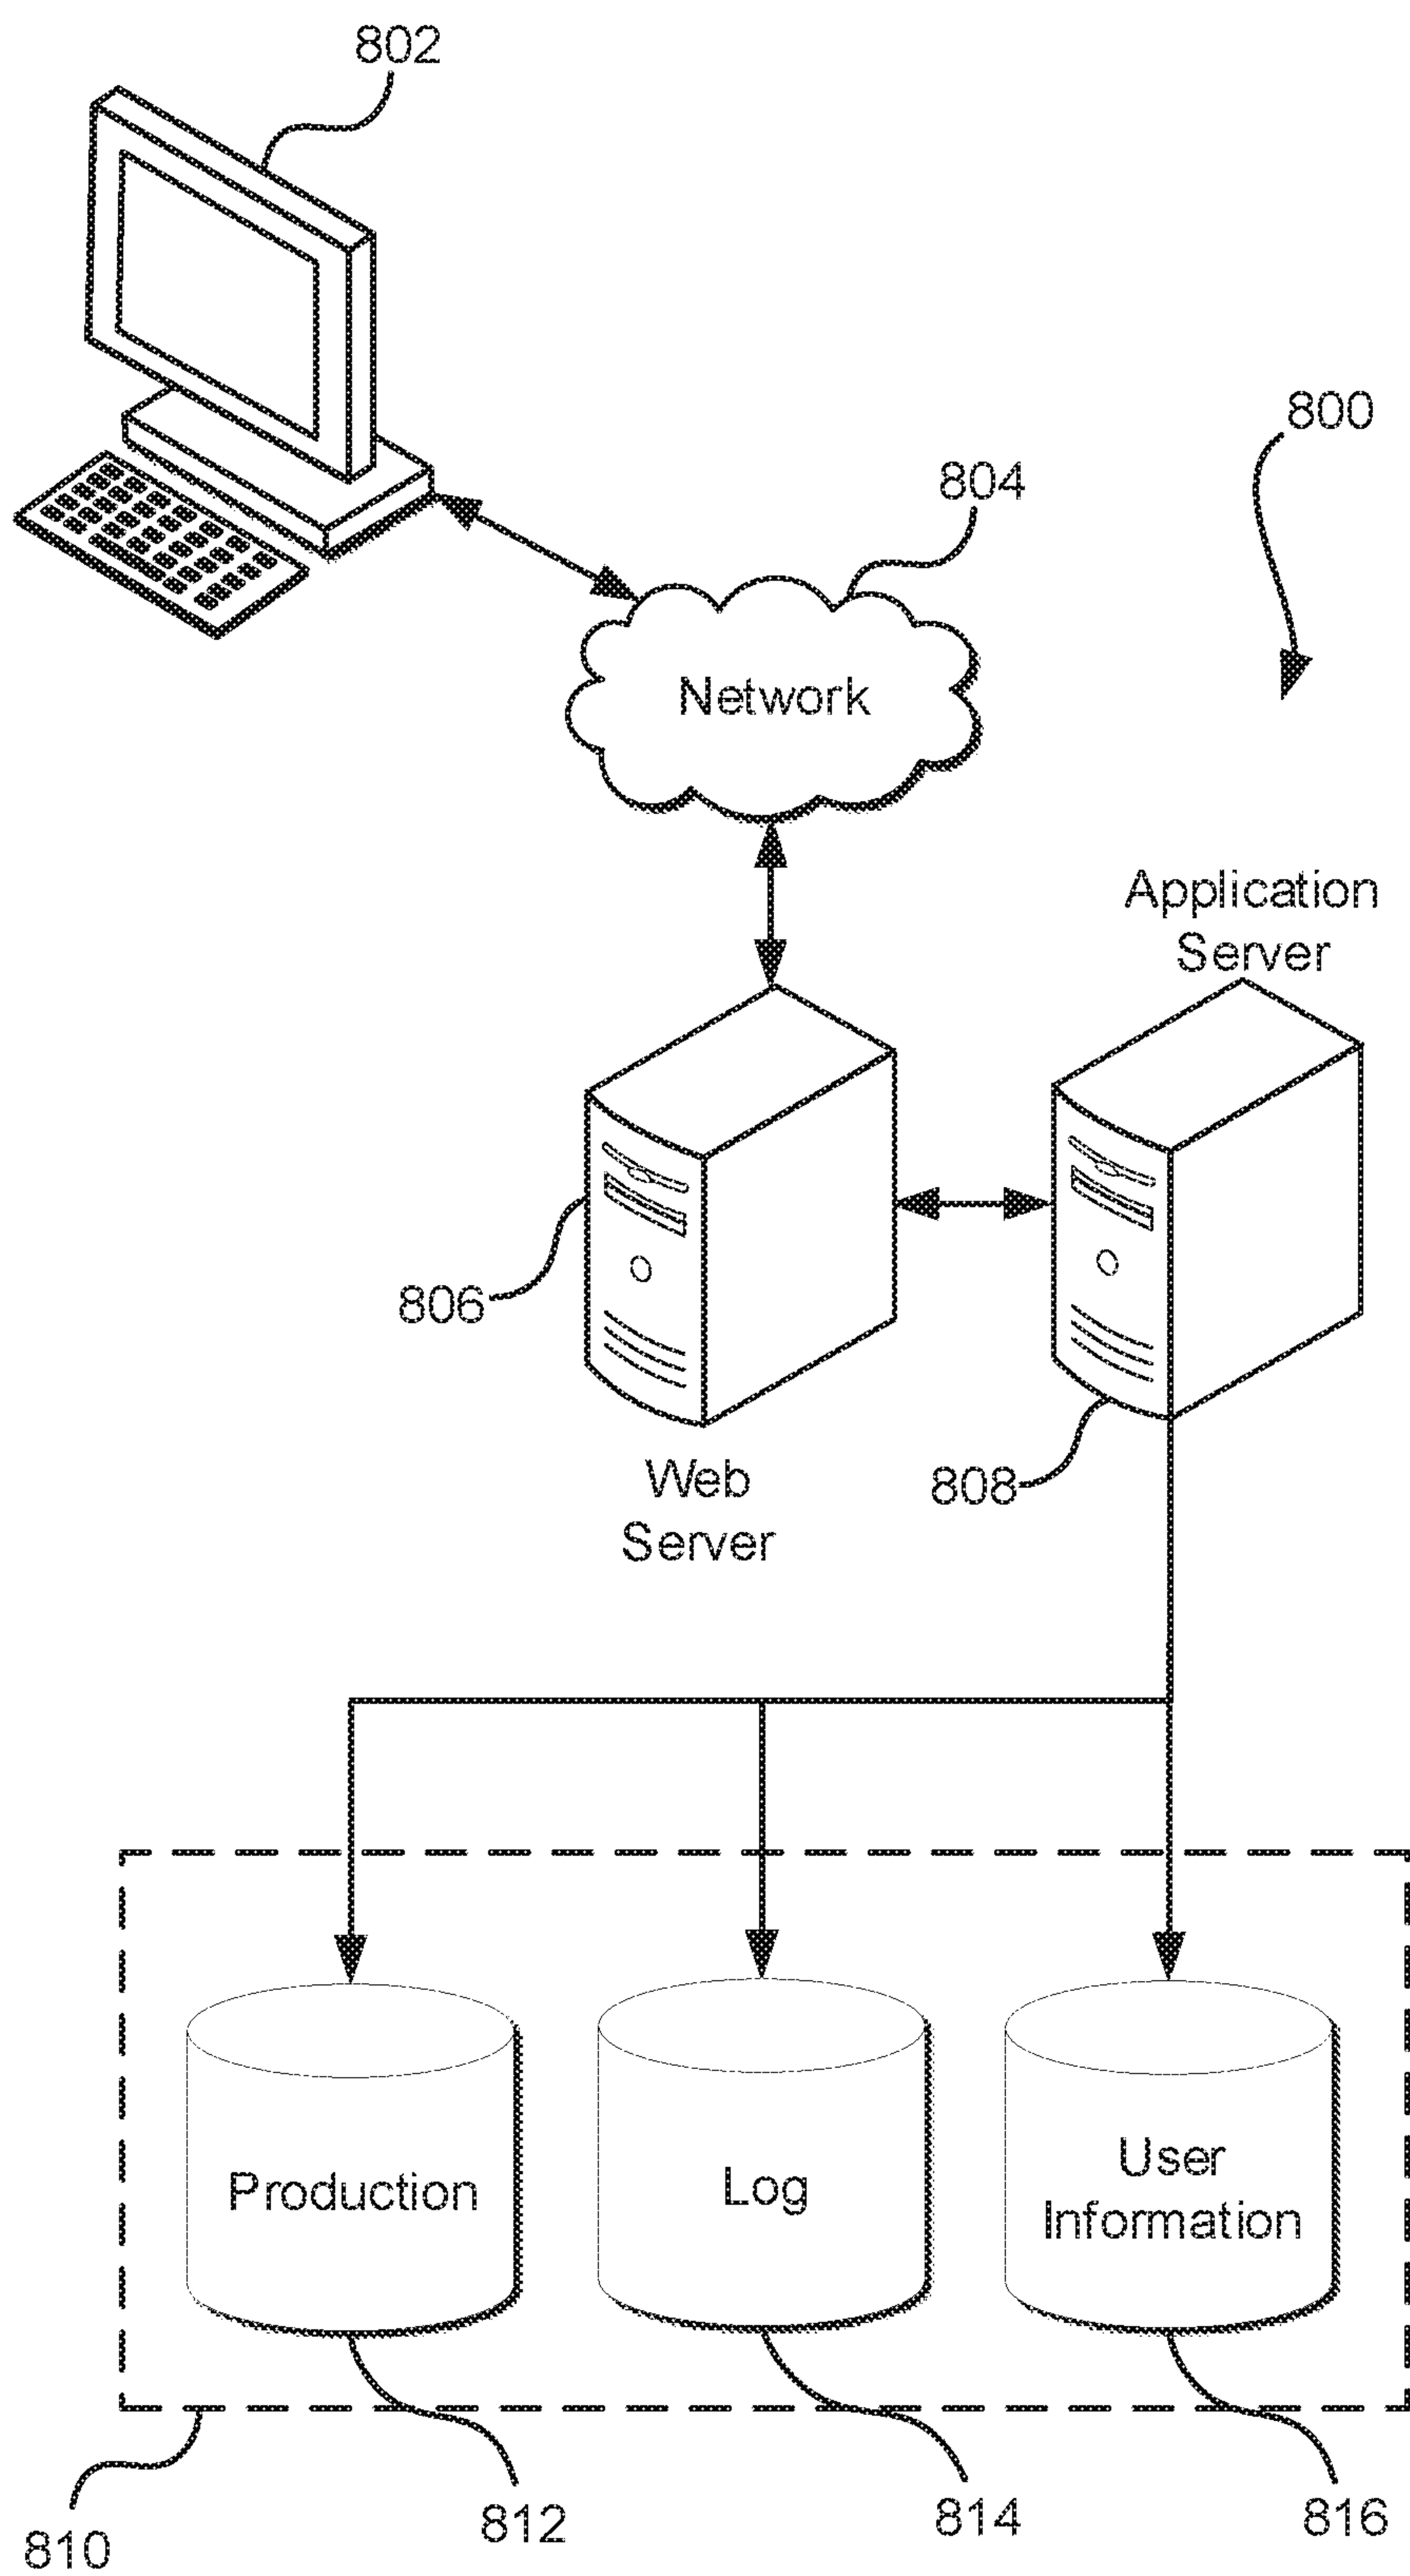 802
800
804
Network
Application
Server
806
808
Web
Server
Production
Log
User
Information
810
812
814
816